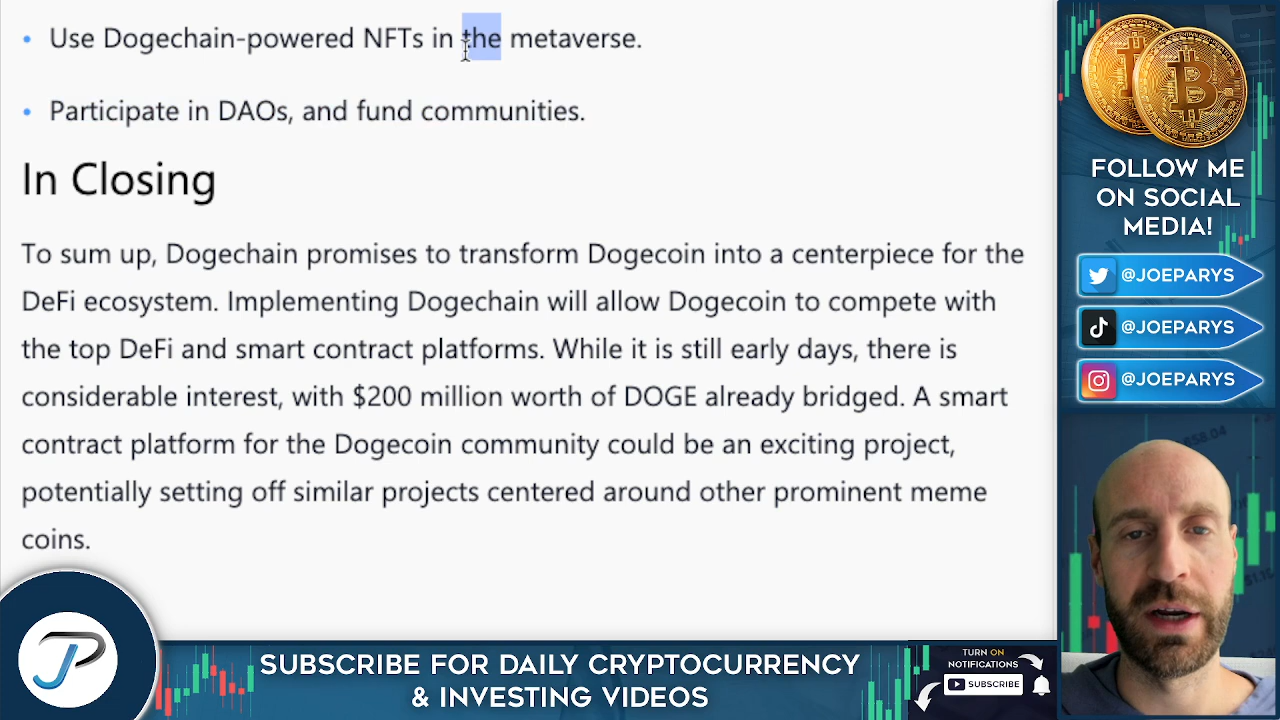 Use Dogechain-powered NFTs in the metaverse.
Participate in DAOs, and fund communities.
In Closing
To sum up, Dogechain promises to transform Dogecoin into a centerpiece for the
DeFi ecosystem. Implementing Dogechain will allow Dogecoin to compete with
the top DeFi and smart contract platforms. While it is still early days, there is
considerable interest, with $200 million worth of DOGE already bridged. A smart
contract platform for the Dogecoin community could be an exciting project,
potentially setting off similar projects centered around other prominent meme
coins.
FOLLOW ME
ON SOCIAL
MEDIA!
@JOEPARYS
@JOEPARYS
@JOEPARYS
SUBSCRIBE FOR DAILY CRYPTOCURRENCY
& INVESTING VIDEOS
TURN ON
NOTIFICATIONS
SUBSCRIBE